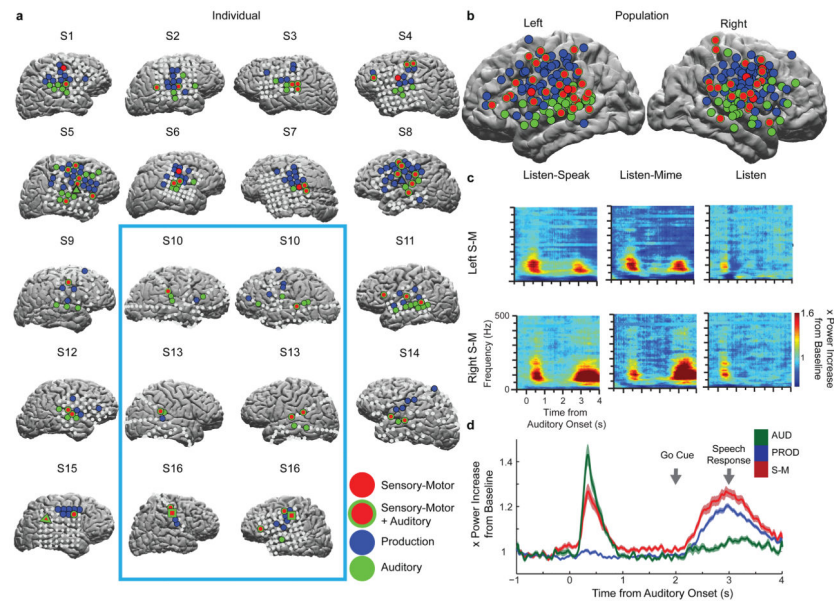 a
Individual
S1
S2
S3
S4
S5
S6
S7
S8
S9
S10
S10
S11
S12
S13
S13
S14
S15
S16
S16
Sensory-Motor
Sensory-Motor
+ Auditory
Production
Auditory
b
Left
Population
Right
c
Listen-Speak
Listen-Mime
Listen
Left S-M
Right S-M
Frequency (Hz)
500
0
0 1 2 3 4
Time from
Auditory Onset (s)
x Power Increase
from Baseline
1.6
1
d
AUD
PROD
S-M
Go Cue
Speech
Response
x Power Increase
from Baseline
1.4
1.2
1
−1 0 1 2 3 4
Time from Auditory Onset (s)